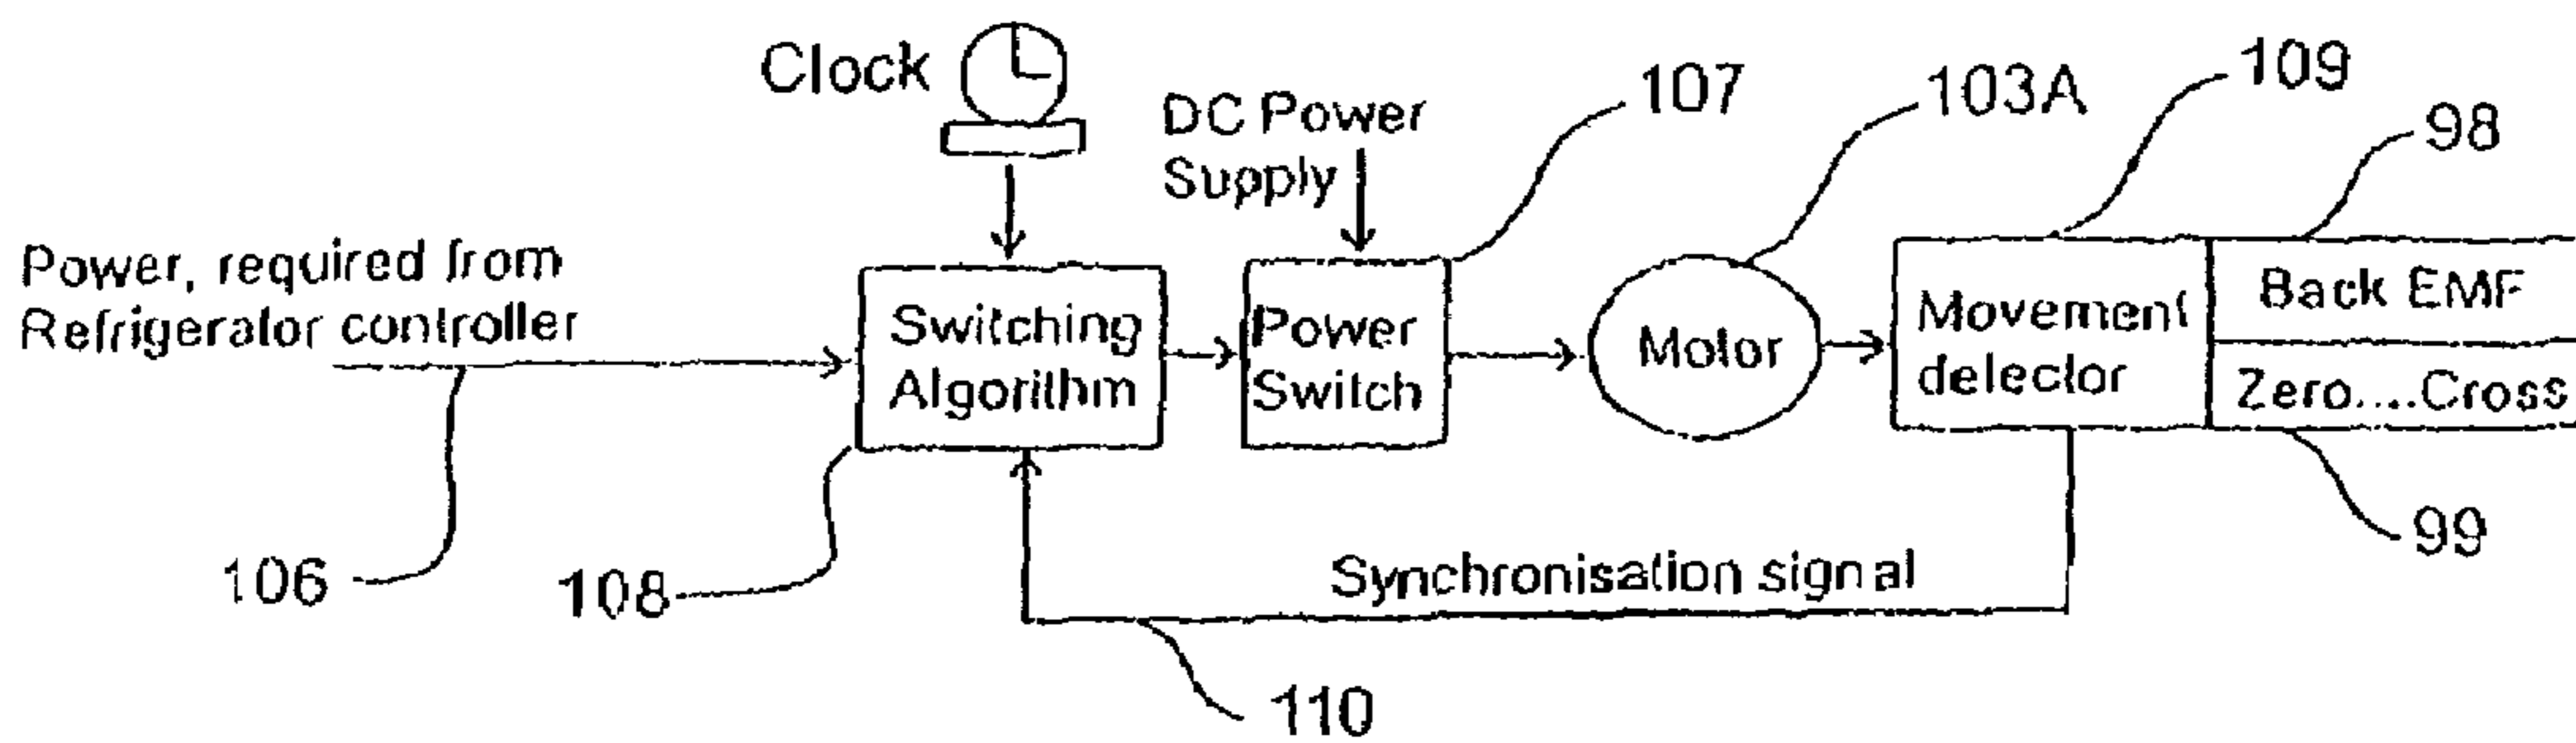 Clock
DC Power
Supply
107
103A
109
98
Power, required from
Refrigerator controller
Switching
Algorithm
Power
Switch
Motor
Movement
detector
Back EMF
Zero....Cross
106
108
Synchronisation signal
99
110